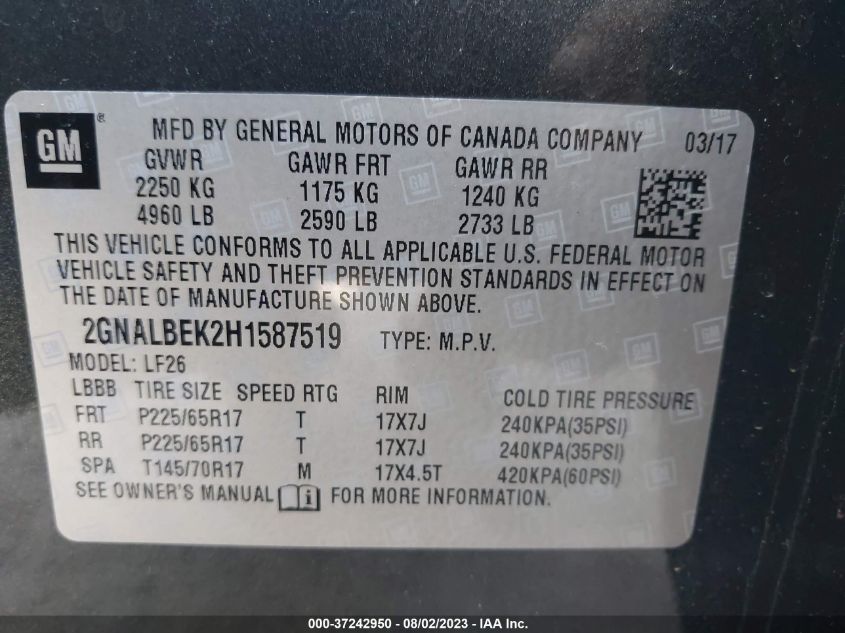 GM ®
MFD BY GENERAL MOTORS OF CANADA COMPANY 03/17
GVWR GAWR FRT GAWR RR
2250 KG 1175 KG 1240 KG
4960 LB 2590 LB 2733 LB
THIS VEHICLE CONFORMS TO ALL APPLICABLE U.S. FEDERAL MOTOR
VEHICLE SAFETY AND THEFT PREVENTION STANDARDS IN EFFECT ON
THE DATE OF MANUFACTURE SHOWN ABOVE.
2GNALBEK2H1587519 TYPE: M.P.V.
MODEL: LF26
LBBB TIRE SIZE SPEED RTG RIM COLD TIRE PRESSURE
FRT P225/65R17 T 17X7J 240KPA(35PSI)
RR P225/65R17 T 17X7J 240KPA(35PSI)
SPA T145/70R17 M 17X4.5T 420KPA(60PSI)
SEE OWNER'S MANUAL i FOR MORE INFORMATION.
000-37242950 - 08/02/2023 - IAA Inc.